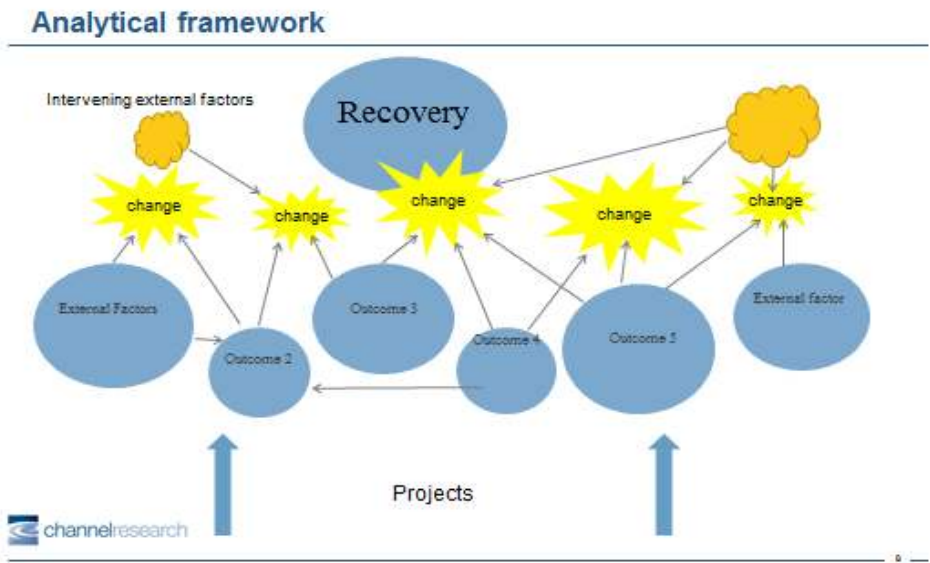 Analytical framework
Intervening external factors
Recovery
change
change
change
change
change
External Factors
Outcome 2
Outcome 3
Outcome 4
Outcome 5
External factor
Projects
channelresearch
9